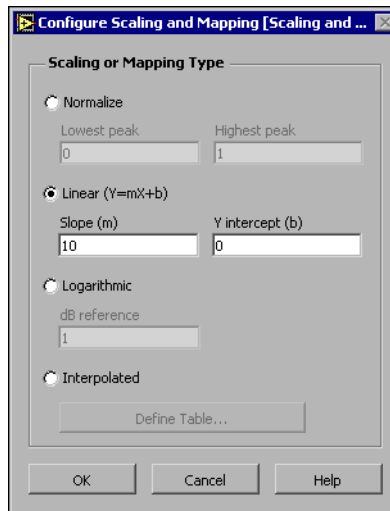 Configure Scaling and Mapping [Scaling and ...
Scaling or Mapping Type
Normalize
Lowest peak Highest peak
0 1
Linear (Y=mX+b)
Slope (m) Y intercept (b)
10 0
Logarithmic
dB reference
1
Interpolated
Define Table...
OK Cancel Help